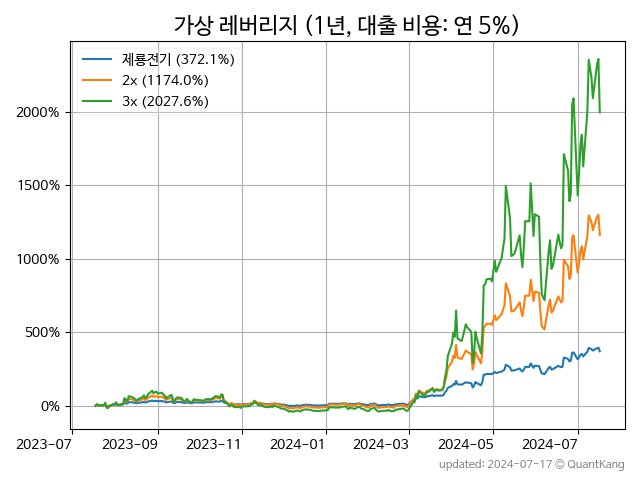 가상 레버리지 (1년, 대출 비용: 연 5%)
제룡전기 (372.1%)
2x (1174.0%)
3x (2027.6%)
2000%
1500%
1000%
500%
0%
2023-07 2023-09 2023-11 2024-01 2024-03 2024-05 2024-07
updated: 2024-07-17 © QuantKang